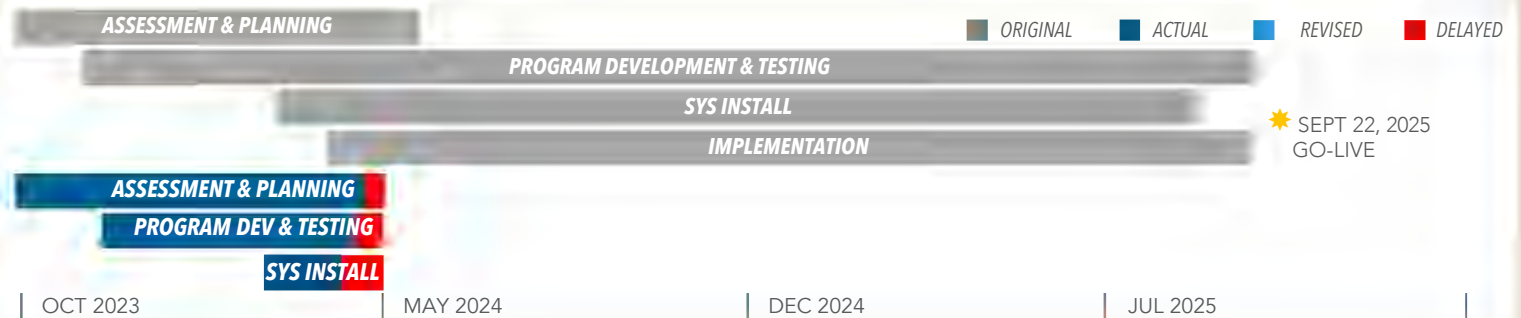 ASSESSMENT & PLANNING
ORIGINAL
ACTUAL
REVISED
DELAYED
PROGRAM DEVELOPMENT & TESTING
SYS INSTALL
SEPT 22, 2025
GO-LIVE
IMPLEMENTATION
ASSESSMENT & PLANNING
PROGRAM DEV & TESTING
SYS INSTALL
OCT 2023
MAY 2024
DEC 2024
JUL 2025